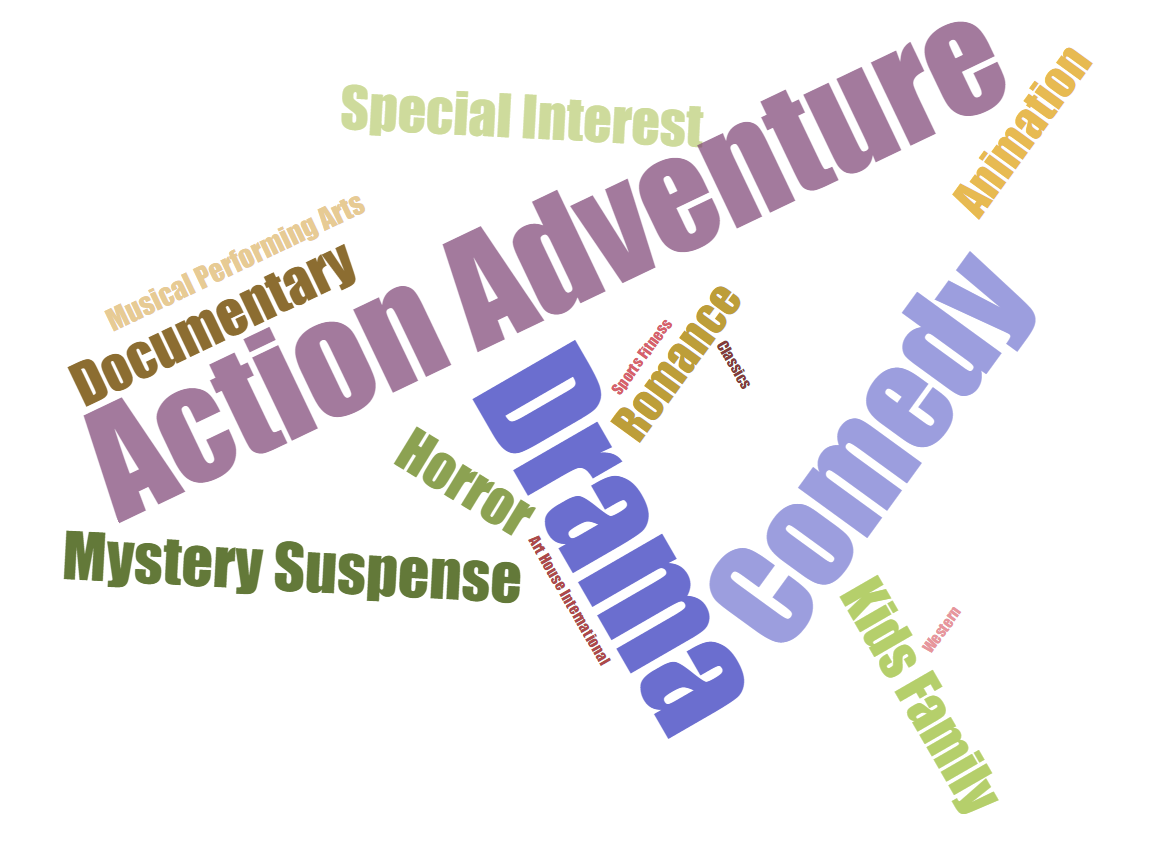 Special Interest
Action Adventure
Animation
Musical Performing Arts
Documentary
Romance
Sports Fitness
Classics
Comedy
Drama
Horror
Mystery Suspense
Art House International
Kids Family
Western